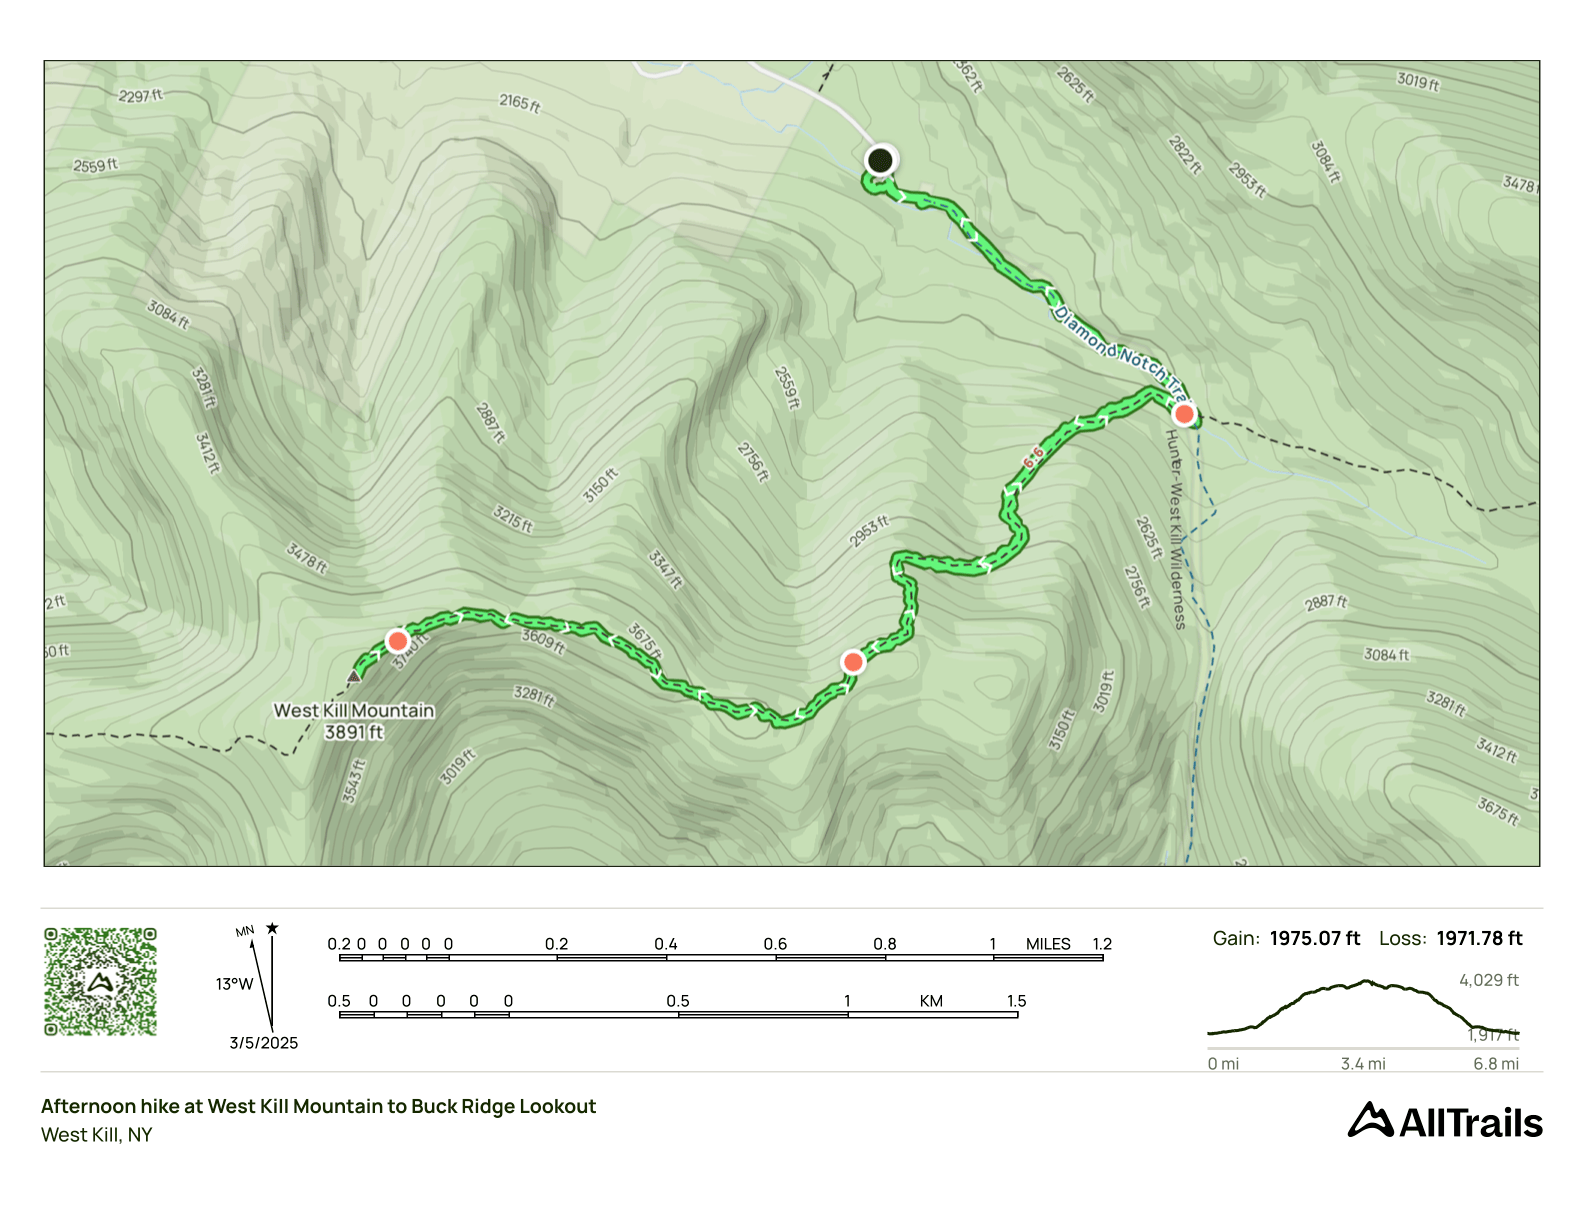 2297 ft
2165 ft
2625 ft
3019 ft
2559 ft
2822 ft
2953 ft
3084 ft
3478 ft
3084 ft
Diamond Notch Trai
3281 ft
3412 ft
2887 ft
2559 ft
2756 ft
3150 ft
3215 ft
6.6
2953 ft
2625 ft
2756 ft
Hunter-West Kill Wilderness
3478 ft
3347 ft
2 ft
50 ft
3740 ft
3609 ft
3675 ft
2887 ft
3084 ft
3281 ft
3019 ft
3281 ft
West Kill Mountain
3891 ft
3150 ft
3412 ft
3543 ft
3019 ft
3675 ft
MN
13°W
3/5/2025
0.2 0 0 0 0 0 0.2 0.4 0.6 0.8 1 MILES 1.2
0.5 0 0 0 0 0 0.5 1 KM 1.5
Gain: 1975.07 ft Loss: 1971.78 ft
4,029 ft
1,917 ft
0 mi 3.4 mi 6.8 mi
Afternoon hike at West Kill Mountain to Buck Ridge Lookout
West Kill, NY
AllTrails